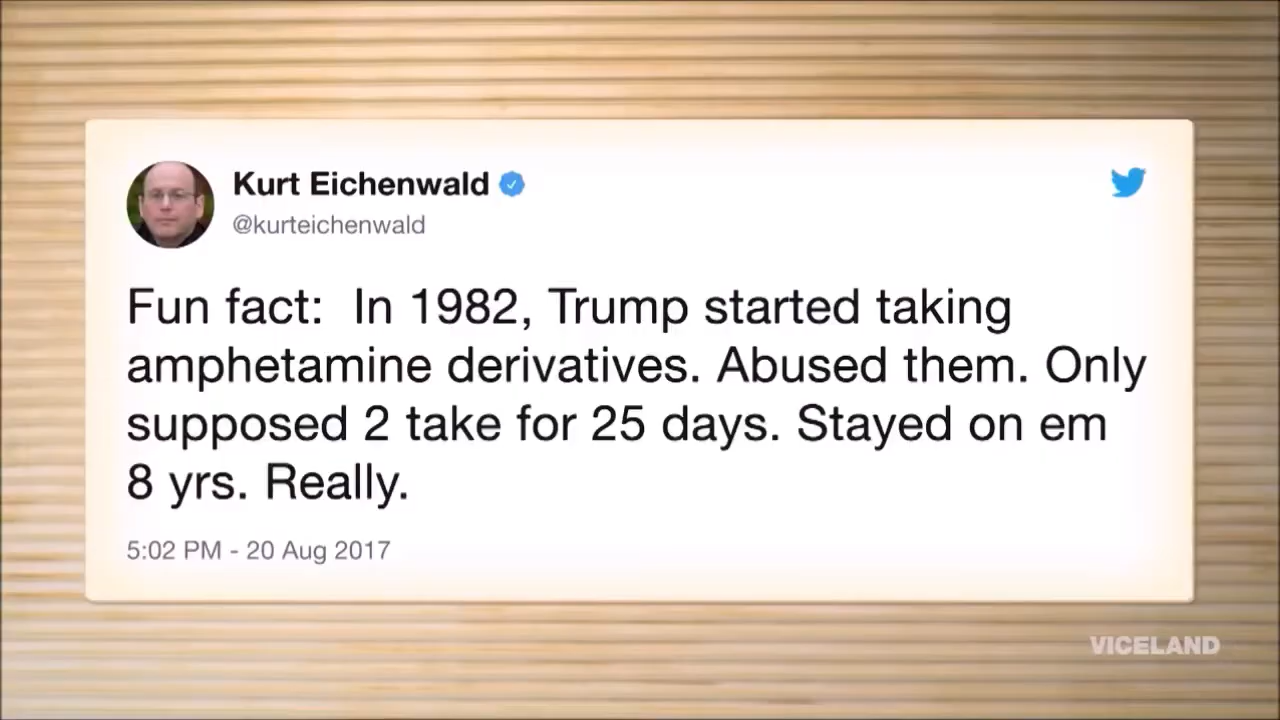 Kurt Eichenwald
@kurteichenwald
Fun fact:  In 1982, Trump started taking
amphetamine derivatives. Abused them. Only
supposed 2 take for 25 days. Stayed on em
8 yrs. Really.
5:02 PM - 20 Aug 2017
VICELAND